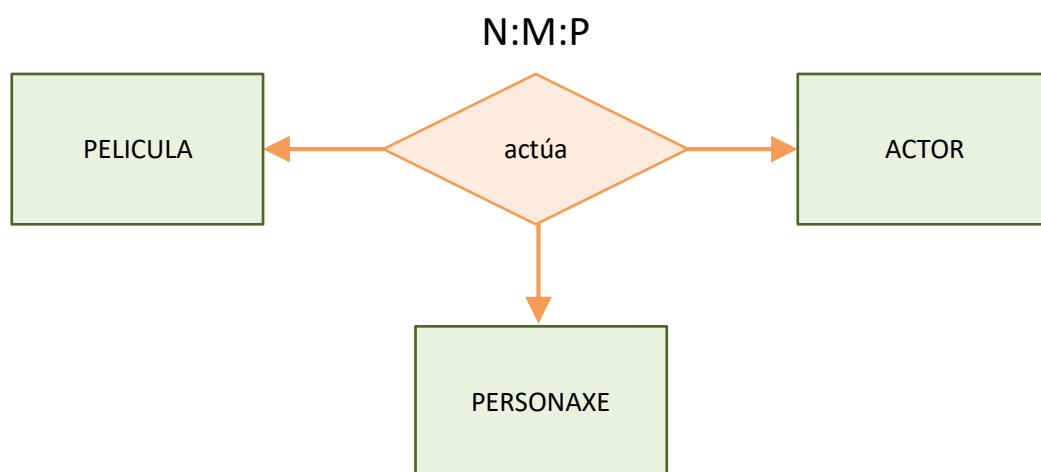 N:M:P
PELICULA
actúa
ACTOR
PERSONAXE